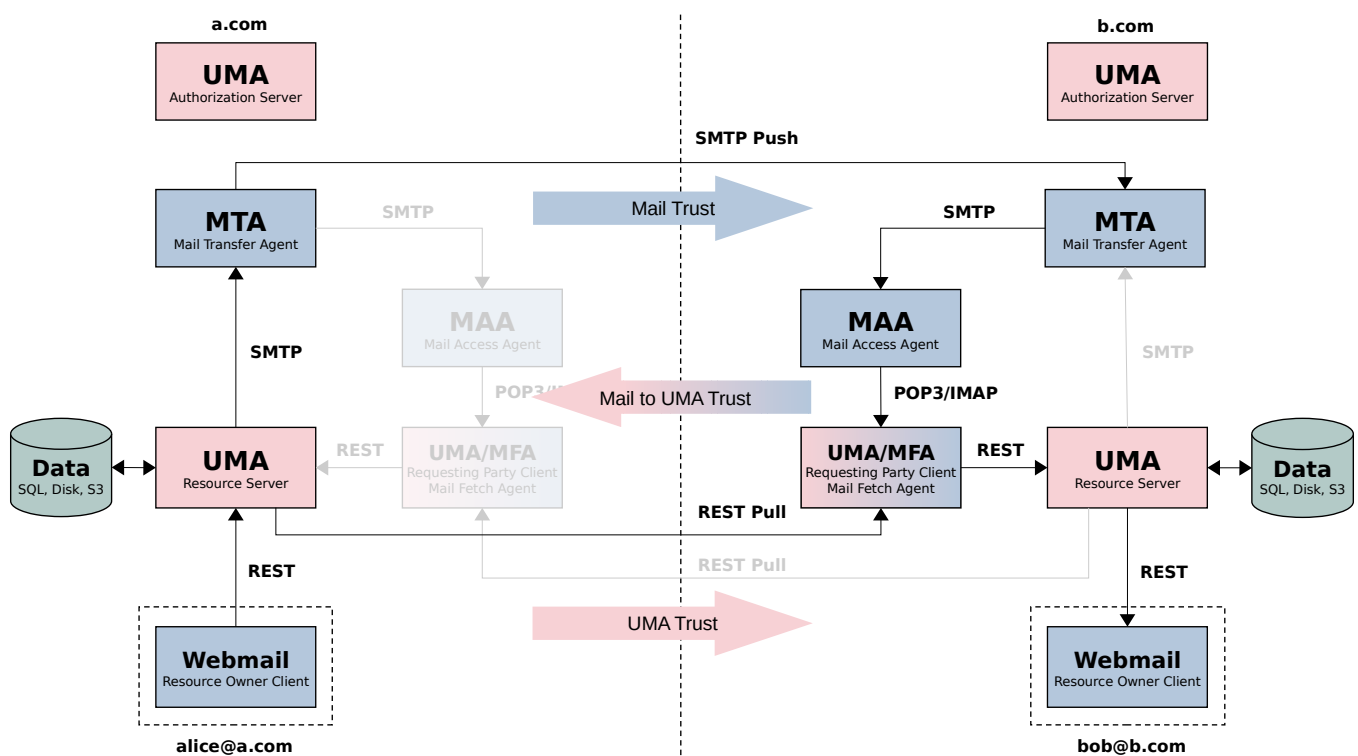 a.com
b.com
UMA
Authorization Server
UMA
Authorization Server
SMTP Push
MTA
Mail Transfer Agent
SMTP
Mail Trust
SMTP
MTA
Mail Transfer Agent
MAA
Mail Access Agent
MAA
Mail Access Agent
SMTP
SMTP
POP3/
Mail to UMA Trust
POP3/IMAP
Data
SQL, Disk, S3
UMA
Resource Server
REST
UMA/MFA
Requesting Party Client
Mail Fetch Agent
UMA/MFA
Requesting Party Client
Mail Fetch Agent
REST
UMA
Resource Server
Data
SQL, Disk, S3
REST Pull
REST Pull
REST
REST
UMA Trust
Webmail
Resource Owner Client
Webmail
Resource Owner Client
alice@a.com
bob@b.com